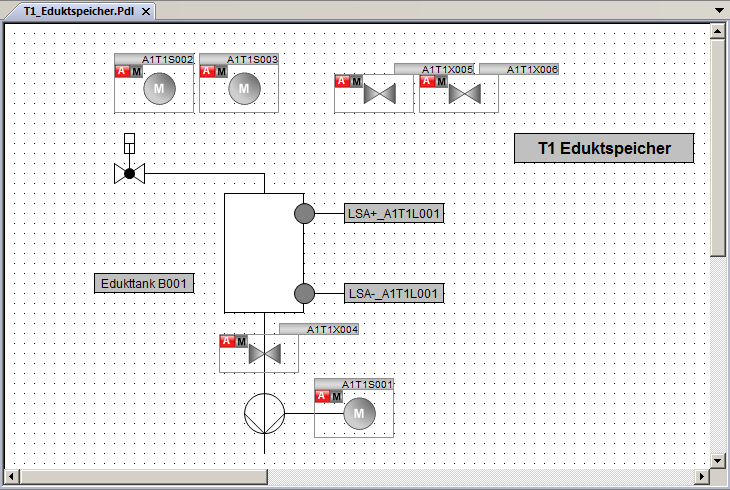 T1_Eduktspeicher.Pdl
A1T1S002
A M
M
A1T1S003
A M
M
A1T1X005
A M
A1T1X006
A M
T1 Eduktspeicher
LSA+_A1T1L001
Edukttank B001
LSA-_A1T1L001
A1T1X004
A M
A1T1S001
A M
M